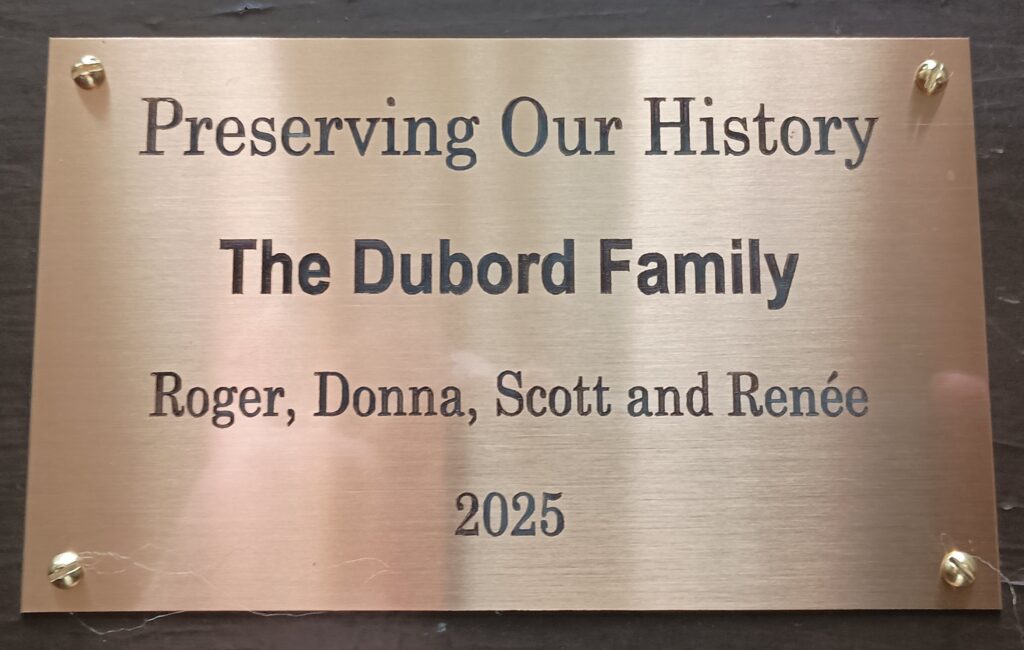 Preserving Our History
The Dubord Family
Roger, Donna, Scott and Renée
2025